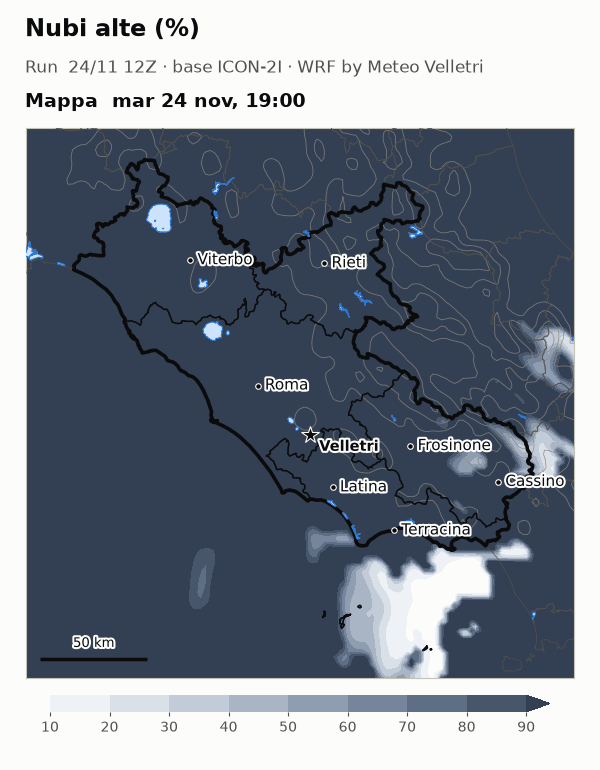 Nubi alte (%)
Run  24/11 12Z · base ICON-2I · WRF by Meteo Velletri
Mappa  mar 24 nov, 19:00
Viterbo
Rieti
Roma
Velletri
Frosinone
Cassino
Latina
Terracina
50 km
10 20 30 40 50 60 70 80 90